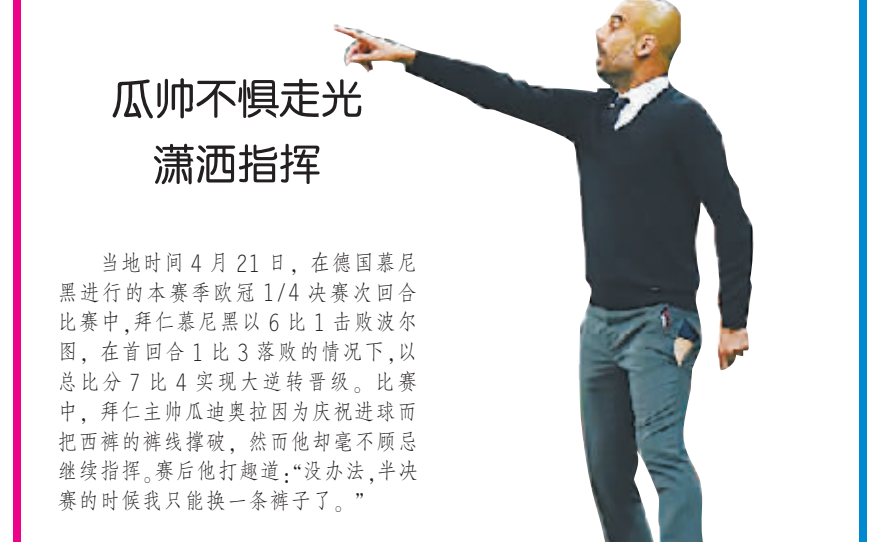 瓜帅不惧走光
潇洒指挥
当地时间 4 月 21 日，在德国慕尼
黑进行的本赛季欧冠 1/4 决赛次回合
比赛中，拜仁慕尼黑以 6 比 1 击败波尔
图，在首回合 1 比 3 落败的情况下，以
总比分 7 比 4 实现大逆转晋级。比赛
中，拜仁主帅瓜迪奥拉因为庆祝进球而
把西裤的裤线撑破，然而他却毫不顾忌
继续指挥。赛后他打趣道：“没办法，半决
赛的时候我只能换一条裤子了。”